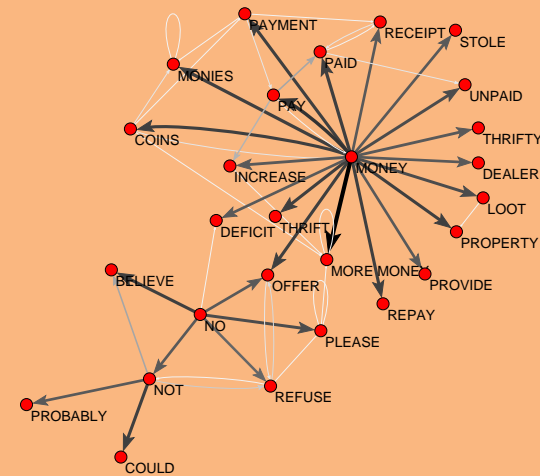 PAYMENT
RECEIPT
STOLE
PAID
MONIES
UNPAID
PAY
COINS
THRIFTY
MONEY
DEALER
INCREASE
LOOT
DEFICIT
THRIFT
PROPERTY
MORE MONEY
BELIEVE
OFFER
PROVIDE
REPAY
NO
PLEASE
NOT
REFUSE
PROBABLY
COULD